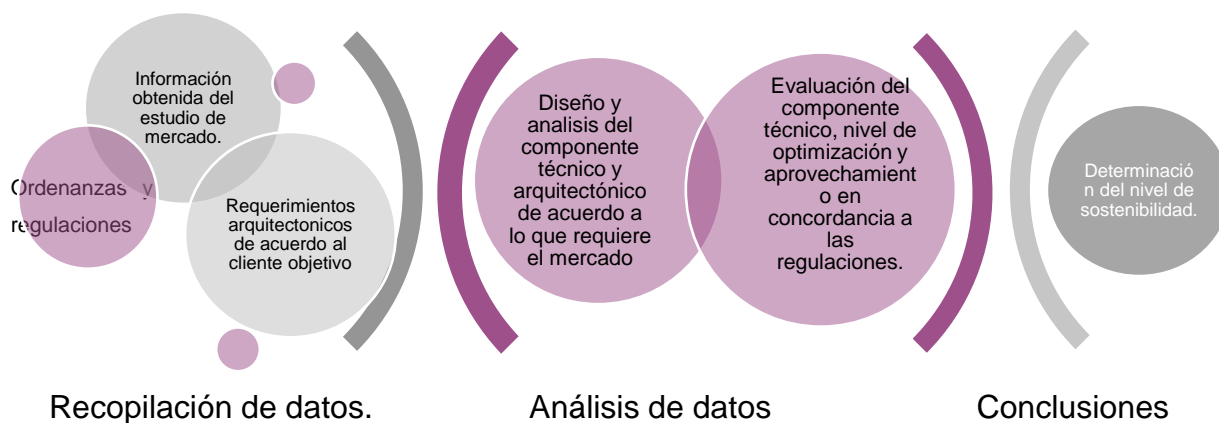 Información
obtenida del
estudio de
mercado.
Ordenanzas y
regulaciones
Requerimientos
arquitectonicos
de acuerdo al
cliente objetivo
Diseño y
analisis del
componente
técnico y
arquitectónico
de acuerdo a
lo que requiere
el mercado
Evaluación del
componente
técnico, nivel de
optimización y
aprovechamient
o en
concordancia a
las
regulaciones.
Determinació
n del nivel de
sostenibilidad.
Recopilación de datos.
Análisis de datos
Conclusiones